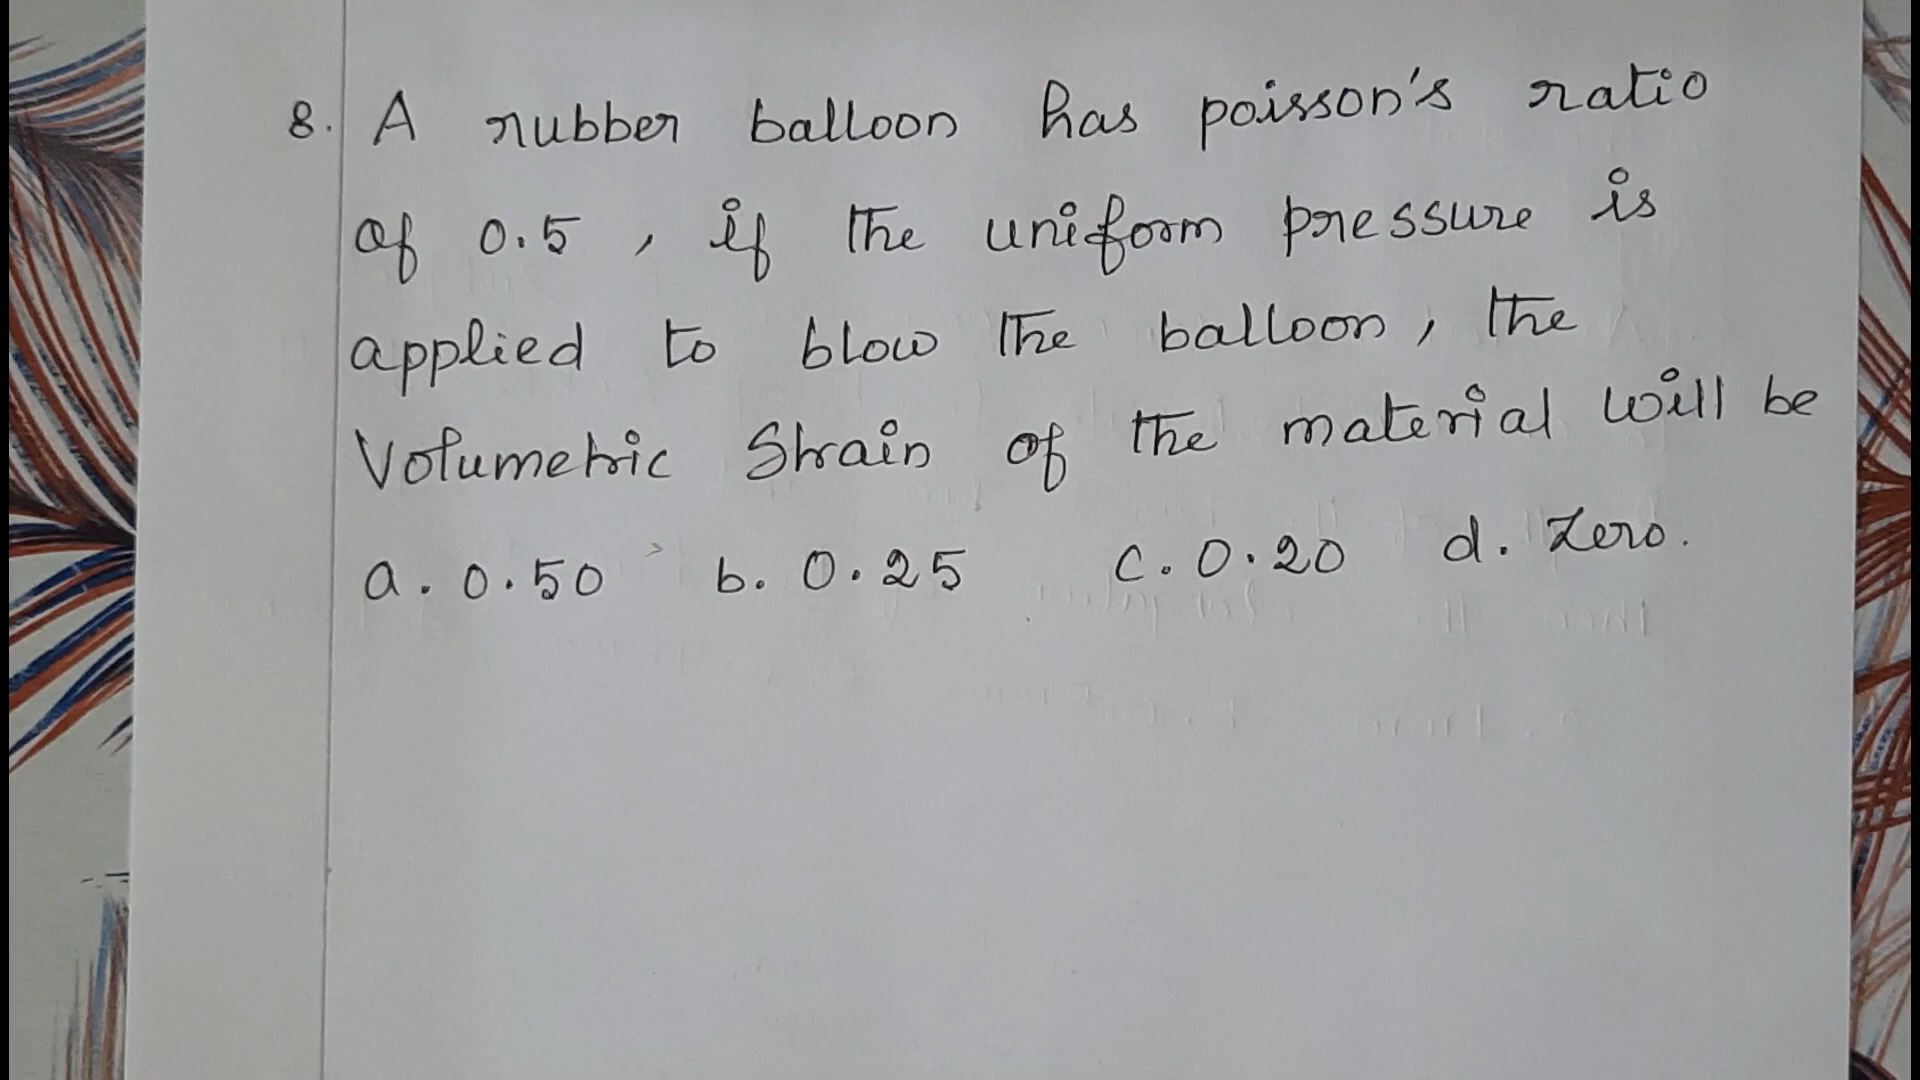 8. A rubber balloon has poisson's ratio
of 0.5, if the uniform pressure is
applied to blow the balloon, the
Volumetric Strain of the material will be
a. 0.50 b. 0.25 c. 0.20 d. Zero.